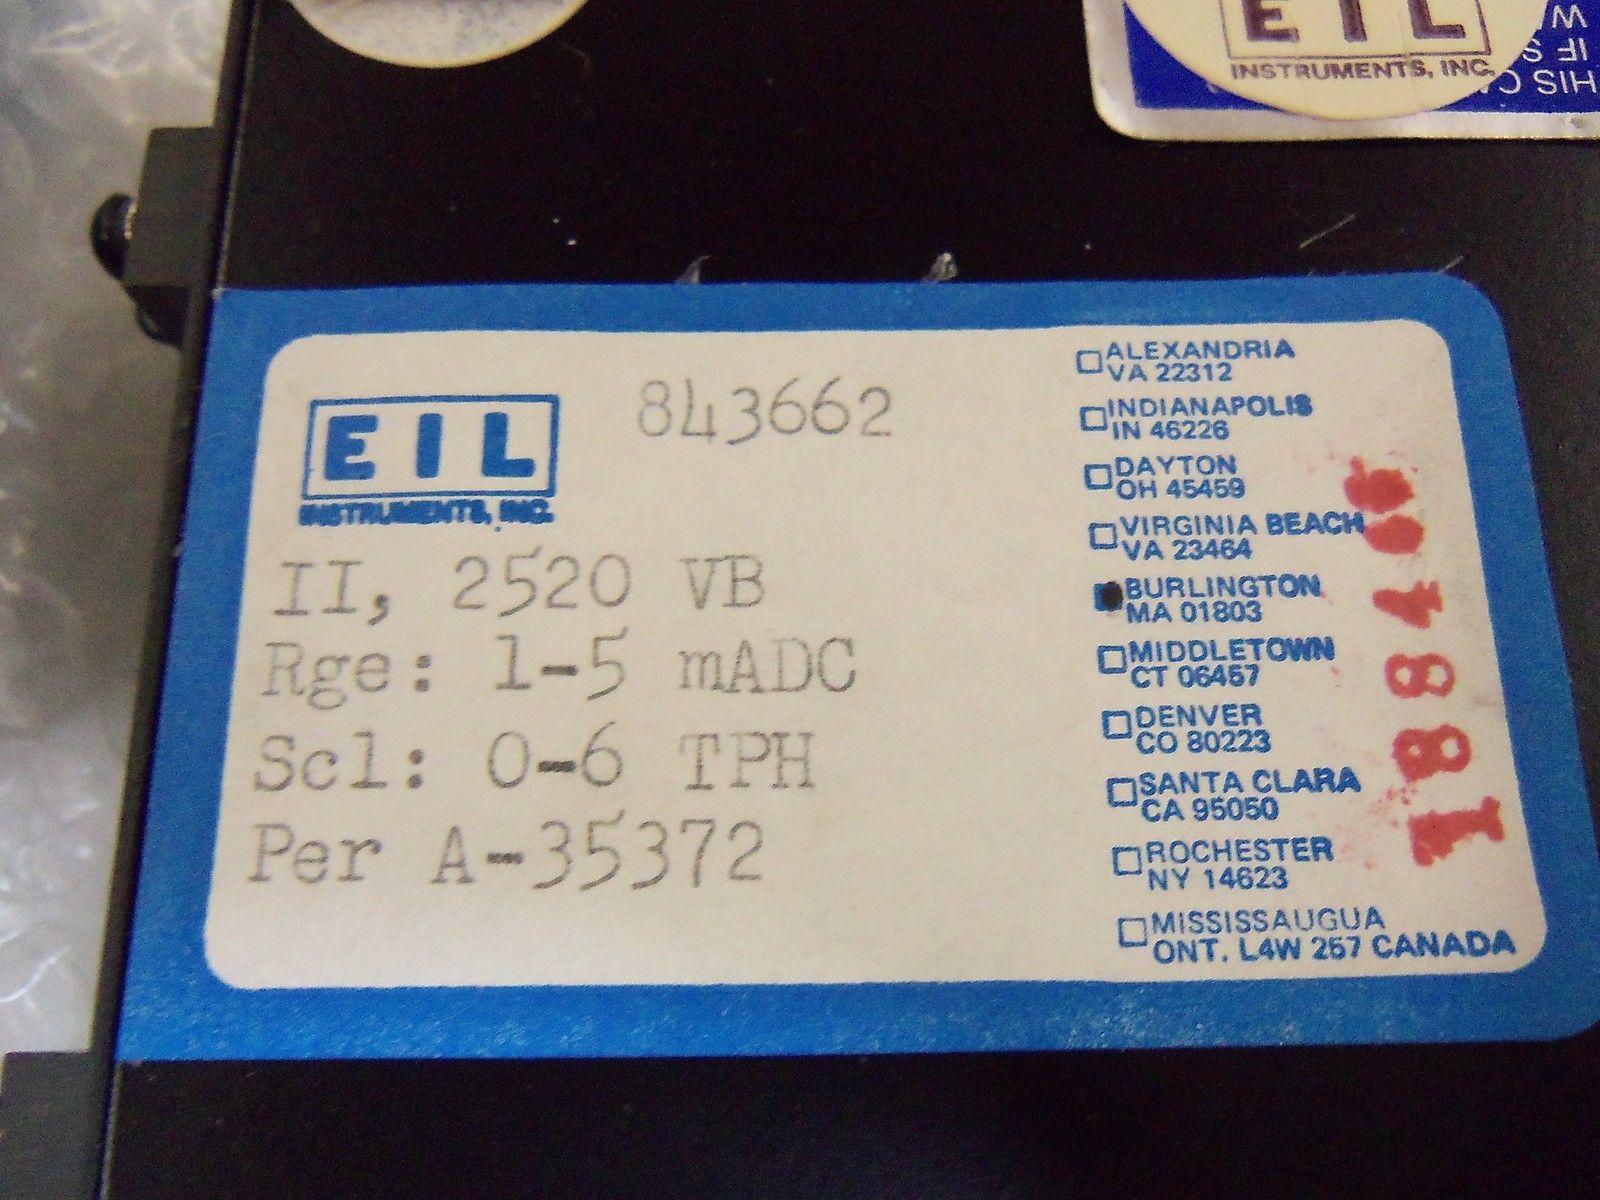 EIL
INSTRUMENTS, INC.
HIS
IF S
W
EIL
INSTRUMENTS, INC.
843662
II, 2520 VB
Rge: 1-5 mADC
Scl: 0-6 TPH
Per A-35372
ALEXANDRIA
VA 22312
INDIANAPOLIS
IN 46226
DAYTON
OH 45459
VIRGINIA BEACH
VA 23464
BURLINGTON
MA 01803
MIDDLETOWN
CT 06457
DENVER
CO 80223
SANTA CLARA
CA 95050
ROCHESTER
NY 14623
MISSISSAUGUA
ONT. L4W 257 CANADA